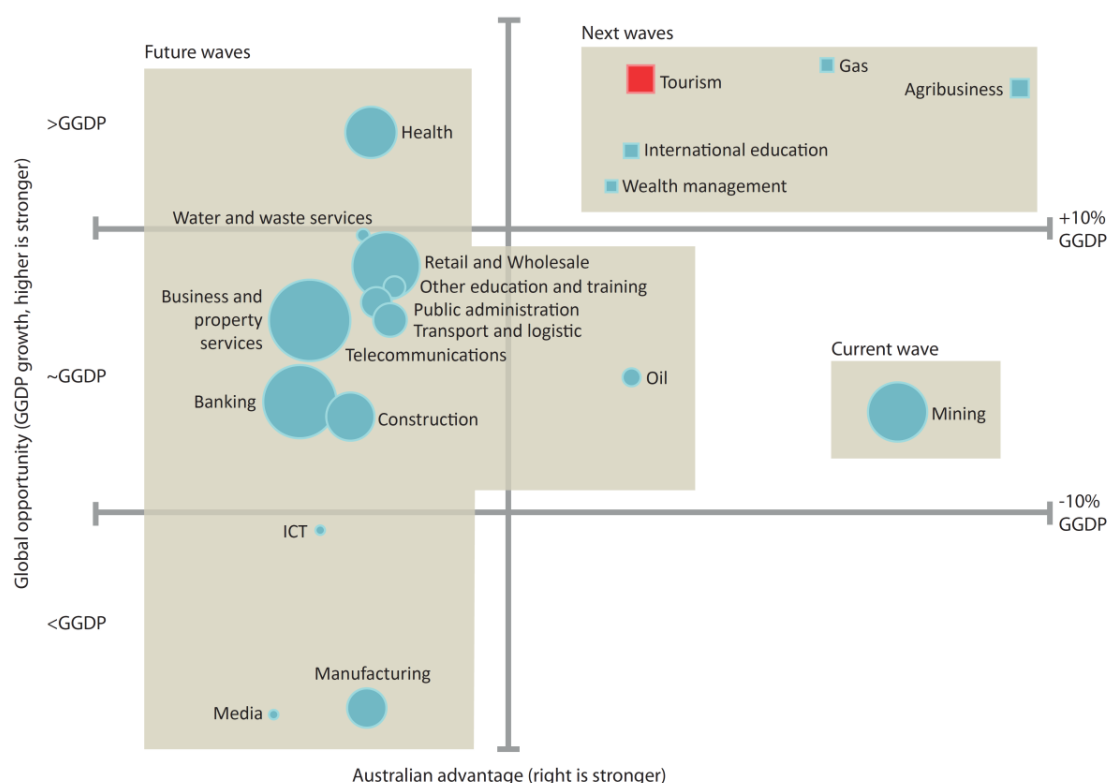 Next waves
Future waves
Gas
Tourism
Agribusiness
>GGDP
Health
International education
Wealth management
Water and waste services
+10%
GGDP
Retail and Wholesale
Other education and training
Business and
property
services
Public administration
Transport and logistic
Telecommunications
Current wave
~GGDP
Oil
Banking
Construction
Mining
-10%
GGDP
ICT
<GGDP
Manufacturing
Media
Global opportunity (GGDP growth, higher is stronger)
Australian advantage (right is stronger)